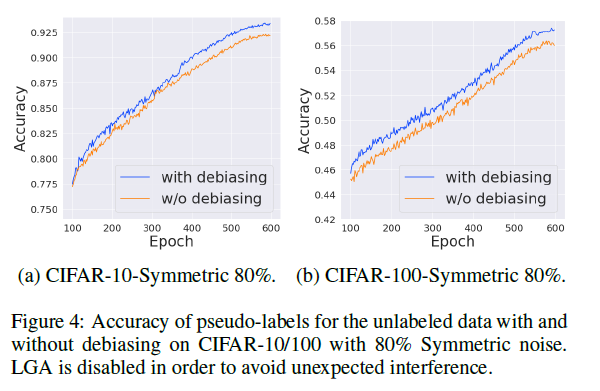 0.925
0.900
0.875
0.850
0.825
0.800
0.775
0.750
Accuracy
with debiasing
w/o debiasing
100 200 300 400 500 600
Epoch
0.58
0.56
0.54
0.52
0.50
0.48
0.46
0.44
0.42
Accuracy
with debiasing
w/o debiasing
100 200 300 400 500 600
Epoch
(a) CIFAR-10-Symmetric 80%. (b) CIFAR-100-Symmetric 80%.
Figure 4: Accuracy of pseudo-labels for the unlabeled data with and
without debiasing on CIFAR-10/100 with 80% Symmetric noise.
LGA is disabled in order to avoid unexpected interference.